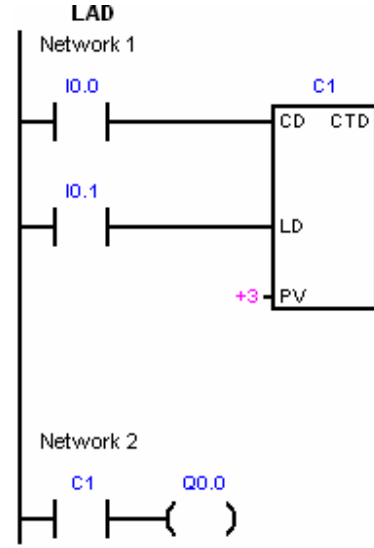 LAD
Network 1
I0.0 C1
CD CTD
I0.1
LD
+3 PV
Network 2
C1 Q0.0